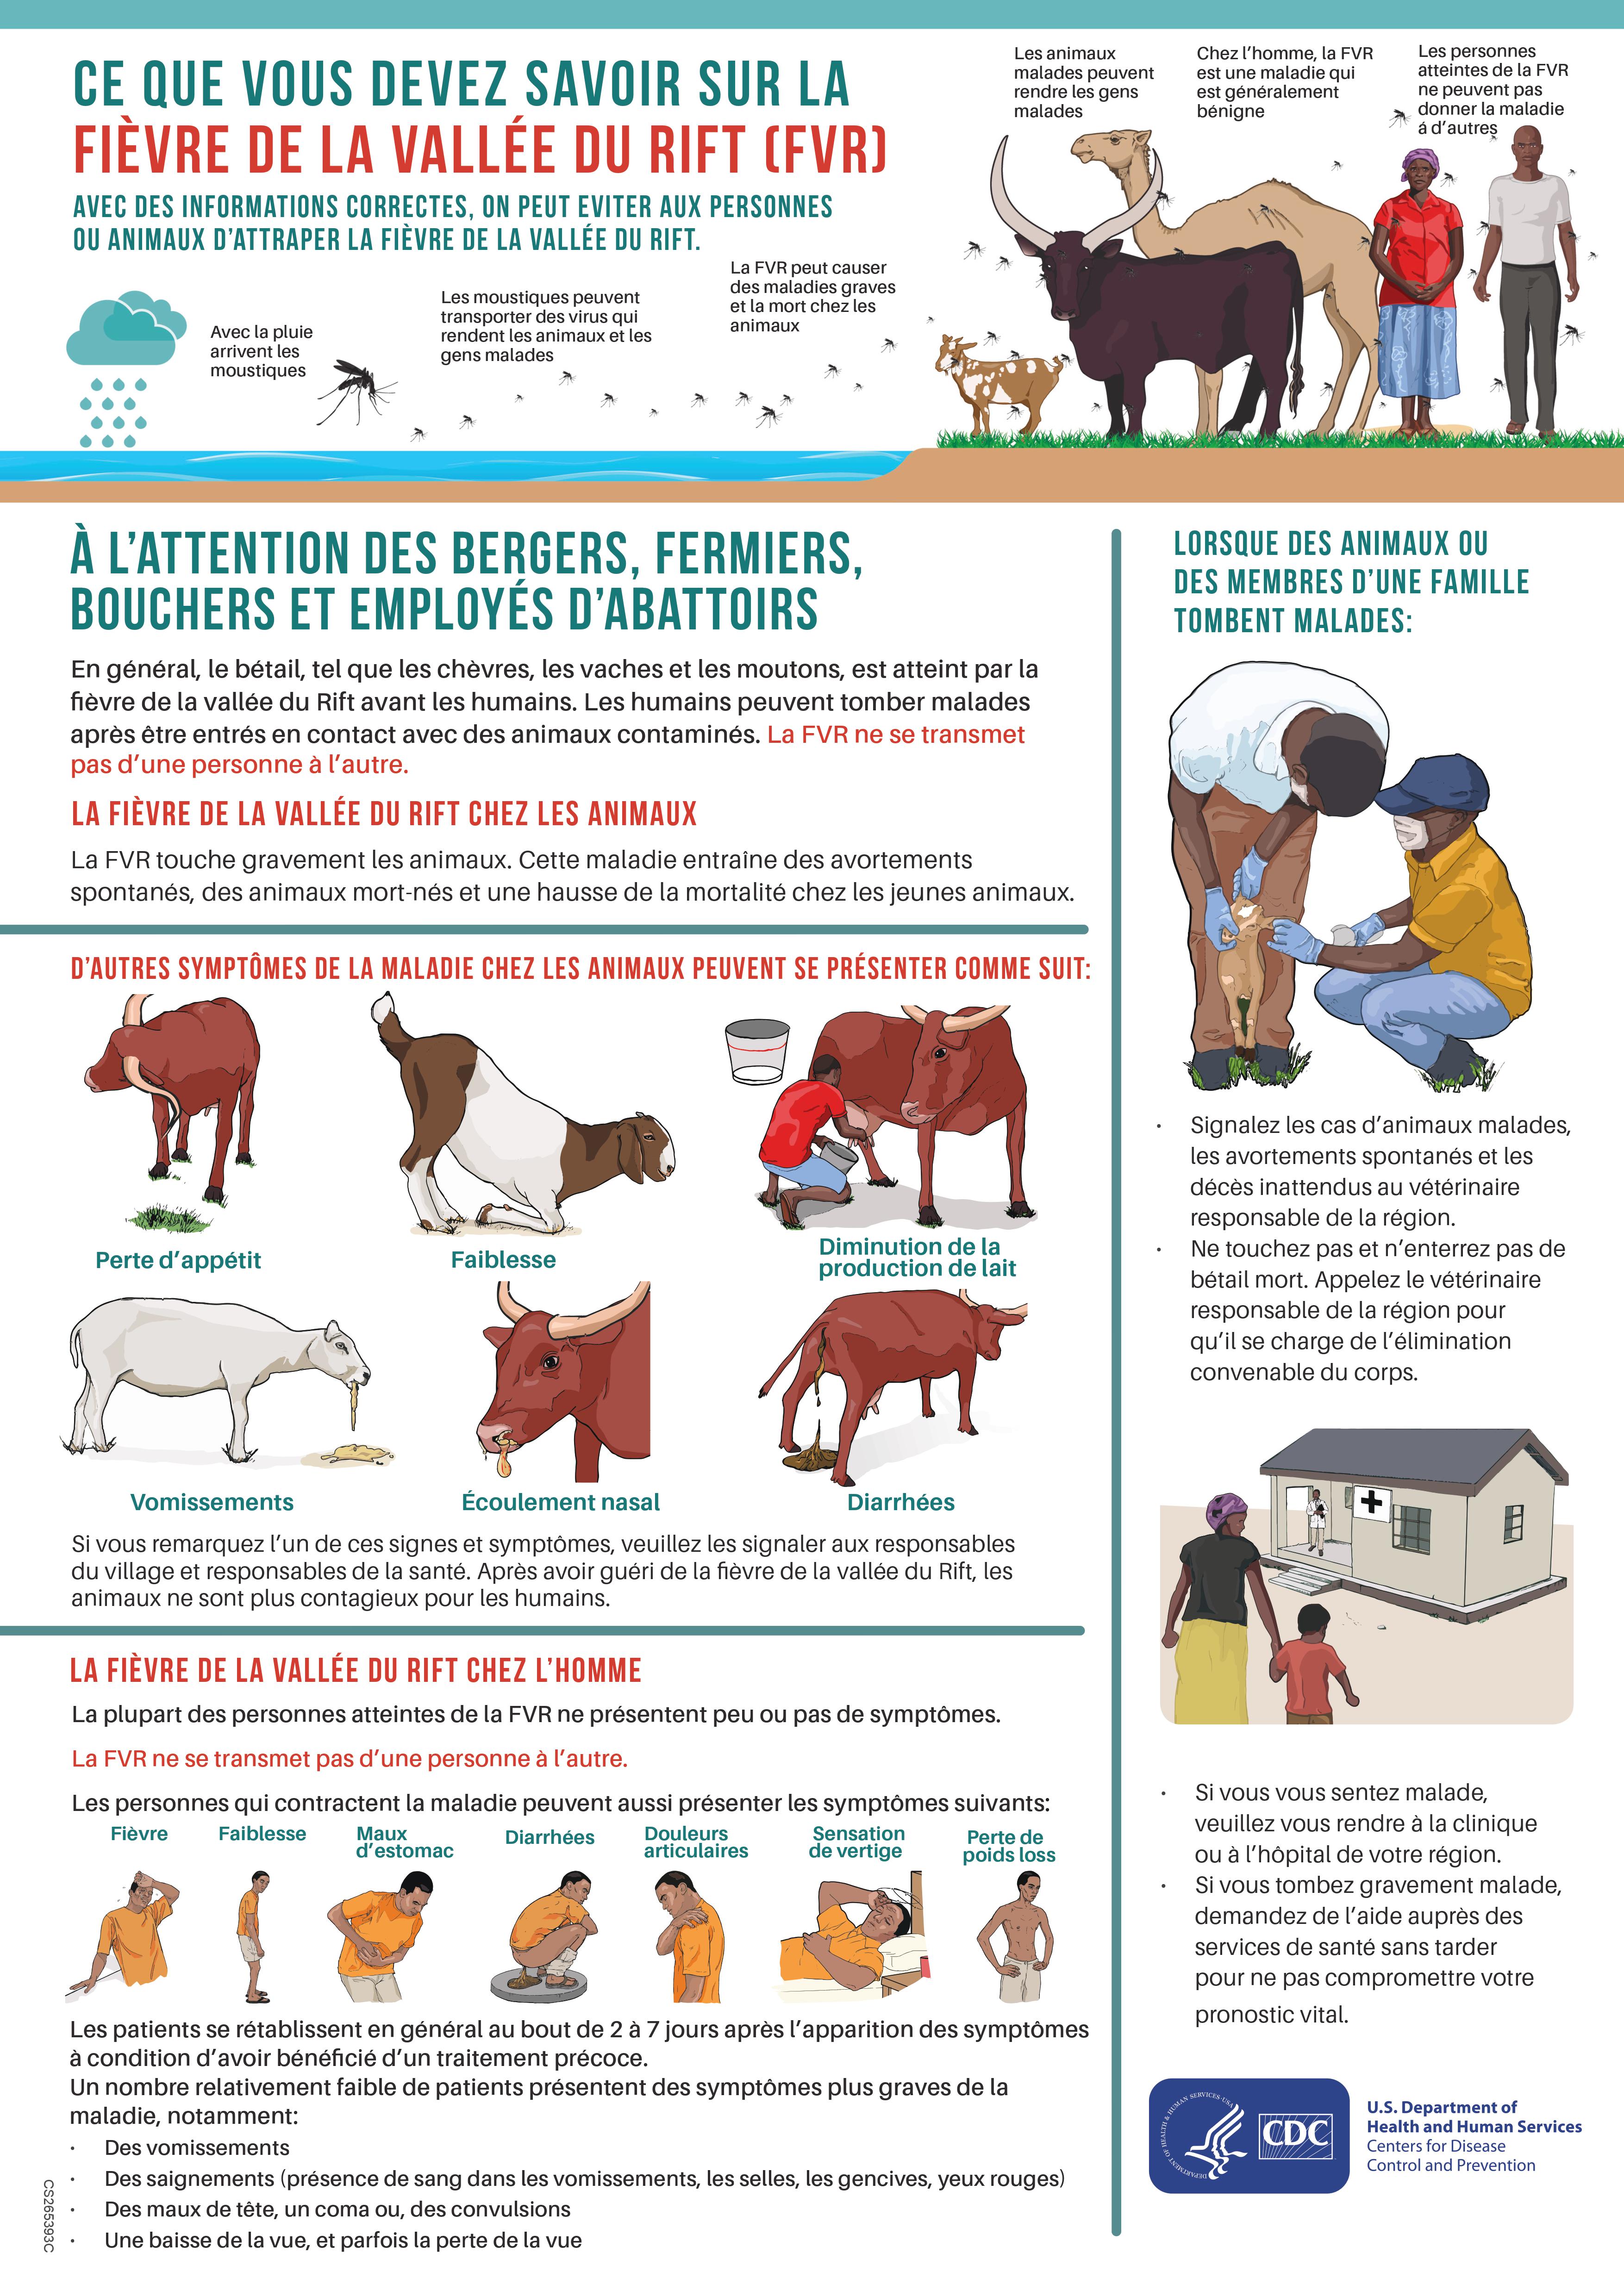 CE QUE VOUS DEVEZ SAVOIR SUR LA
FIÈVRE DE LA VALLÉE DU RIFT (FVR)
AVEC DES INFORMATIONS CORRECTES, ON PEUT EVITER AUX PERSONNES
OU ANIMAUX D'ATTRAPER LA FIÈVRE DE LA VALLÉE DU RIFT.
Avec la pluie
arrivent les
moustiques
Les moustiques peuvent
transporter des virus qui
rendent les animaux et les
gens malades
La FVR peut causer
des maladies graves
et la mort chez les
animaux
Les animaux
malades peuvent
rendre les gens
malades
Chez l'homme, la FVR
est une maladie qui
est généralement
bénigne
Les personnes
atteintes de la FVR
ne peuvent pas
donner la maladie
á d'autres
À L'ATTENTION DES BERGERS, FERMIERS,
BOUCHERS ET EMPLOYÉS D'ABATTOIRS
En général, le bétail, tel que les chèvres, les vaches et les moutons, est atteint par la
fièvre de la vallée du Rift avant les humains. Les humains peuvent tomber malades
après être entrés en contact avec des animaux contaminés. La FVR ne se transmet
pas d'une personne à l'autre.
LA FIÈVRE DE LA VALLÉE DU RIFT CHEZ LES ANIMAUX
La FVR touche gravement les animaux. Cette maladie entraîne des avortements
spontanés, des animaux mort-nés et une hausse de la mortalité chez les jeunes animaux.
D'AUTRES SYMPTÔMES DE LA MALADIE CHEZ LES ANIMAUX PEUVENT SE PRÉSENTER COMME SUIT:
Perte d'appétit
Faiblesse
Diminution de la
production de lait
Vomissements
Écoulement nasal
Diarrhées
Si vous remarquez l'un de ces signes et symptômes, veuillez les signaler aux responsables
du village et responsables de la santé. Après avoir guéri de la fièvre de la vallée du Rift, les
animaux ne sont plus contagieux pour les humains.
LA FIÈVRE DE LA VALLÉE DU RIFT CHEZ L'HOMME
La plupart des personnes atteintes de la FVR ne présentent peu ou pas de symptômes.
La FVR ne se transmet pas d'une personne à l'autre.
Les personnes qui contractent la maladie peuvent aussi présenter les symptômes suivants:
Fièvre
Faiblesse
Maux
d'estomac
Diarrhées
Douleurs
articulaires
Sensation
de vertige
Perte de
poids loss
Les patients se rétablissent en général au bout de 2 à 7 jours après l'apparition des symptômes
à condition d'avoir bénéficié d'un traitement précoce.
Un nombre relativement faible de patients présentent des symptômes plus graves de la
maladie, notamment:
· Des vomissements
· Des saignements (présence de sang dans les vomissements, les selles, les gencives, yeux rouges)
· Des maux de tête, un coma ou, des convulsions
· Une baisse de la vue, et parfois la perte de la vue
CS265393C
LORSQUE DES ANIMAUX OU
DES MEMBRES D'UNE FAMILLE
TOMBENT MALADES:
· Signalez les cas d'animaux malades,
les avortements spontanés et les
décès inattendus au vétérinaire
responsable de la région.
· Ne touchez pas et n'enterrez pas de
bétail mort. Appelez le vétérinaire
responsable de la région pour
qu'il se charge de l'élimination
convenable du corps.
· Si vous vous sentez malade,
veuillez vous rendre à la clinique
ou à l'hôpital de votre région.
· Si vous tombez gravement malade,
demandez de l'aide auprès des
services de santé sans tarder
pour ne pas compromettre votre
pronostic vital.
DEPARTMENT OF HEALTH & HUMAN SERVICES·USA
CDC
U.S. Department of
Health and Human Services
Centers for Disease
Control and Prevention